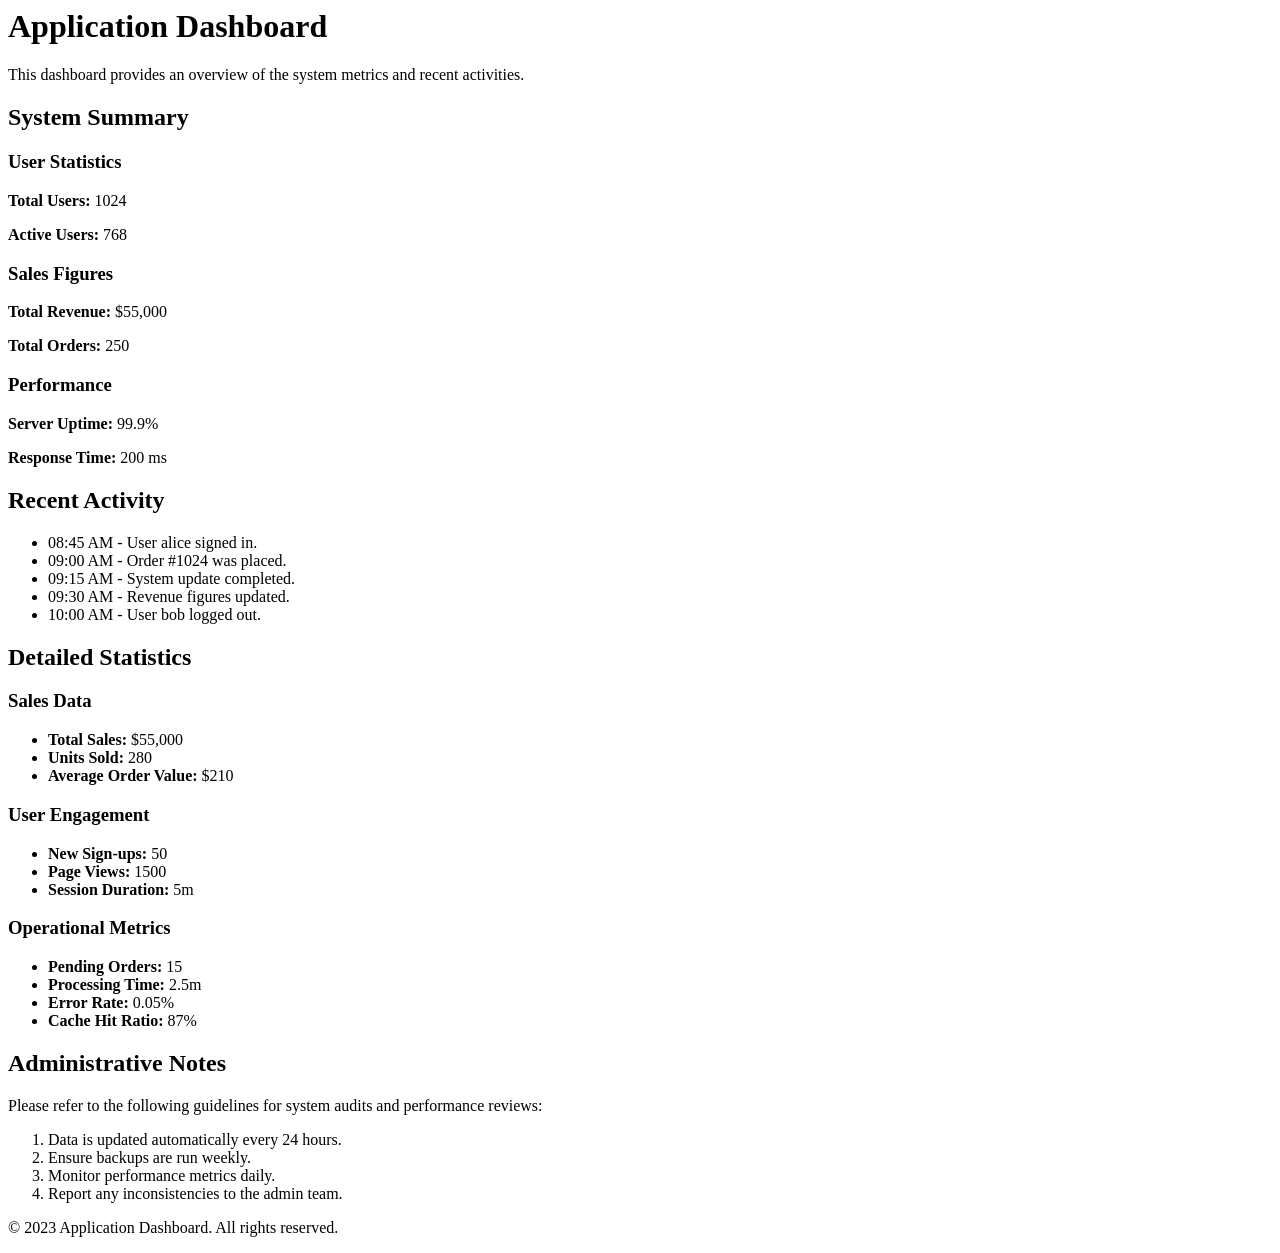 Application Dashboard
This dashboard provides an overview of the system metrics and recent activities.
System Summary
User Statistics
Total Users: 1024
Active Users: 768
Sales Figures
Total Revenue: $55,000
Total Orders: 250
Performance
Server Uptime: 99.9%
Response Time: 200 ms
Recent Activity
• 08:45 AM - User alice signed in.
• 09:00 AM - Order #1024 was placed.
• 09:15 AM - System update completed.
• 09:30 AM - Revenue figures updated.
• 10:00 AM - User bob logged out.
Detailed Statistics
Sales Data
• Total Sales: $55,000
• Units Sold: 280
• Average Order Value: $210
User Engagement
• New Sign-ups: 50
• Page Views: 1500
• Session Duration: 5m
Operational Metrics
• Pending Orders: 15
• Processing Time: 2.5m
• Error Rate: 0.05%
• Cache Hit Ratio: 87%
Administrative Notes
Please refer to the following guidelines for system audits and performance reviews:
1. Data is updated automatically every 24 hours.
2. Ensure backups are run weekly.
3. Monitor performance metrics daily.
4. Report any inconsistencies to the admin team.
© 2023 Application Dashboard. All rights reserved.